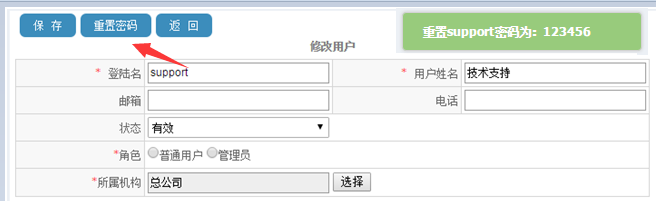 保 存 重置密码 返 回 重置support密码为：123456
修改用户
* 登陆名 support * 用户姓名 技术支持
邮箱 电话
状态 有效
*角色 普通用户 管理员
*所属机构 总公司 选择